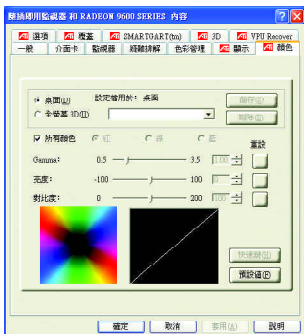 隨插即用監視器 和 RADEON 9600 SERIES 內容
選項 覆蓋 SMARTGART(tm) 3D VPU Recover
一般 介面卡 監視器 疑難排解 色彩管理 顯示 顏色
桌面(U) 設定值用於: 桌面
全螢幕 3D(T)
儲存(S)
刪除(D)
所有顏色 紅 綠 藍
重設
Gamma: 0.5 3.5 1.00
亮度: -100 100 0
對比度: 0 200 100
快速鍵(H)
預設值(F)
確定 取消 套用(A) 說明